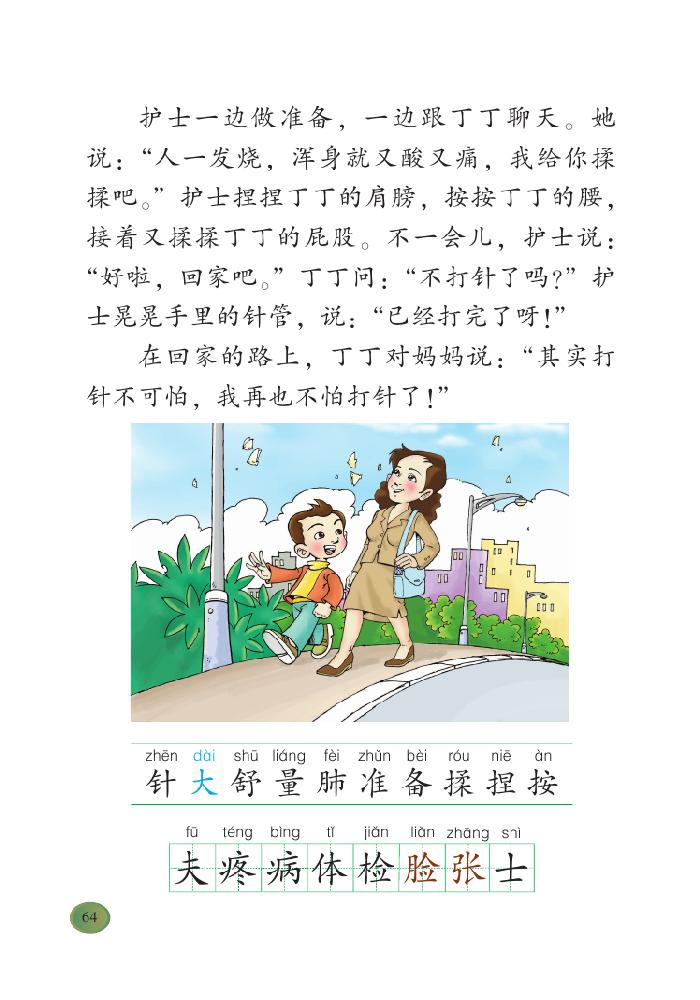 护士一边做准备，一边跟丁丁聊天。她
说：“人一发烧，浑身就又酸又痛，我给你揉
揉吧。”护士捏捏丁丁的肩膀，按按丁丁的腰，
接着又揉揉丁丁的屁股。不一会儿，护士说：
“好啦，回家吧。”丁丁问：“不打针了吗?”护
士晃晃手里的针管，说：“已经打完了呀!”
在回家的路上，丁丁对妈妈说：“其实打
针不可怕，我再也不怕打针了!”
zhēn dài shū liáng fèi zhǔn bèi róu niē àn
针 大 舒 量 肺 准 备 揉 捏 按
fū téng bìng tǐ jiǎn liǎn zhāng shì
夫 疼 病 体 检 脸 张 士
64